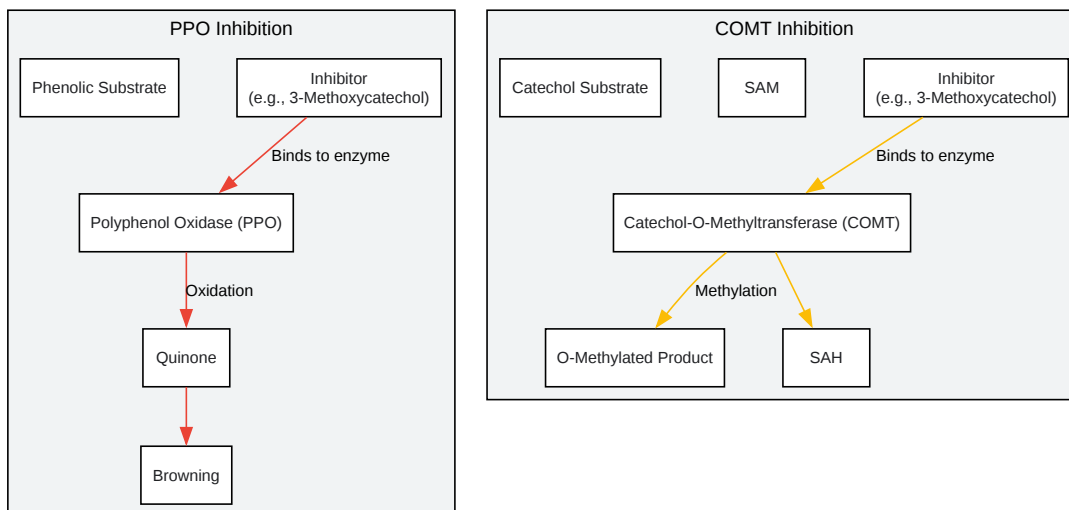 PPO Inhibition
Phenolic Substrate
Inhibitor
(e.g., 3-Methoxycatechol)
Binds to enzyme
Polyphenol Oxidase (PPO)
Oxidation
Quinone
Browning
COMT Inhibition
Catechol Substrate
SAM
Inhibitor
(e.g., 3-Methoxycatechol)
Binds to enzyme
Catechol-O-Methyltransferase (COMT)
Methylation
O-Methylated Product
SAH